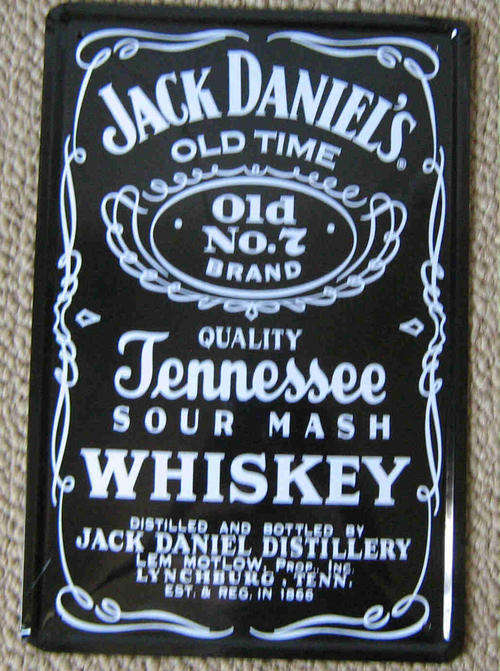 JACK DANIEL'S®
OLD TIME
Old
No.7
BRAND
QUALITY
Tennessee
SOUR MASH
WHISKEY
DISTILLED AND BOTTLED BY
JACK DANIEL DISTILLERY
LEM MOTLOW, PROP., INC.
LYNCHBURG, TENN.
EST. & REG. IN 1866